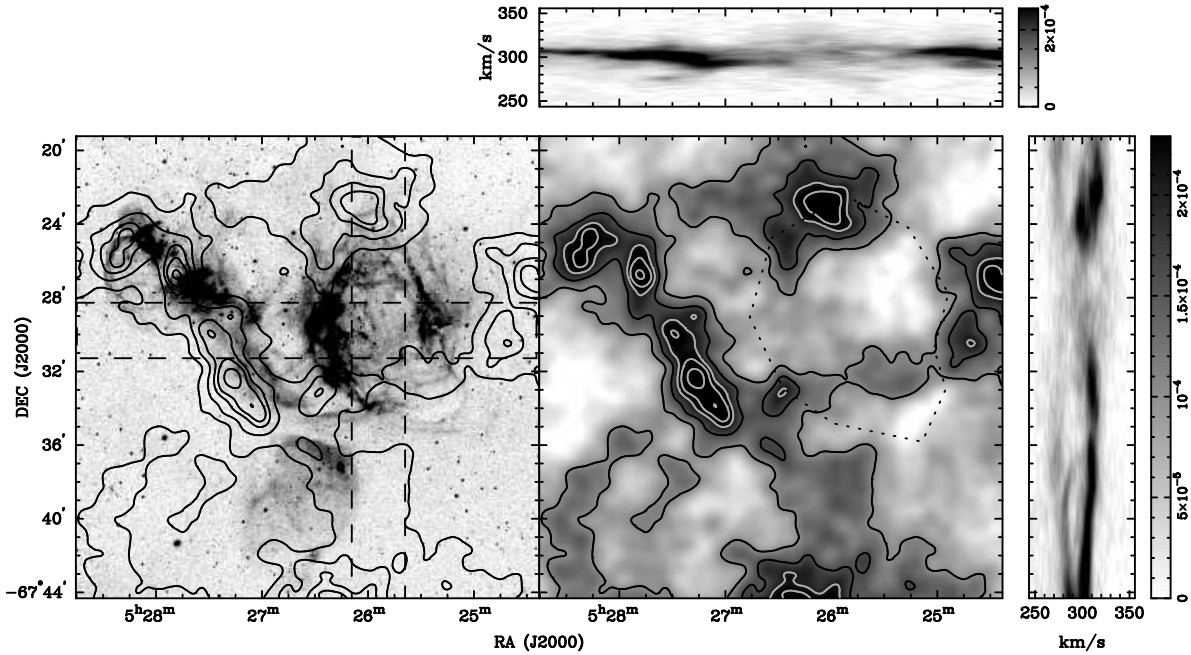 350
300
250
km/s
2×10⁻⁴
0
20′
24′
28′
32′
36′
40′
−67° 44′
DEC (J2000)
5ʰ28ᵐ
27ᵐ
26ᵐ
25ᵐ
5ʰ28ᵐ
27ᵐ
26ᵐ
25ᵐ
RA (J2000)
250
300
350
km/s
2×10⁻⁴
1.5×10⁻⁴
10⁻⁴
5×10⁻⁵
0